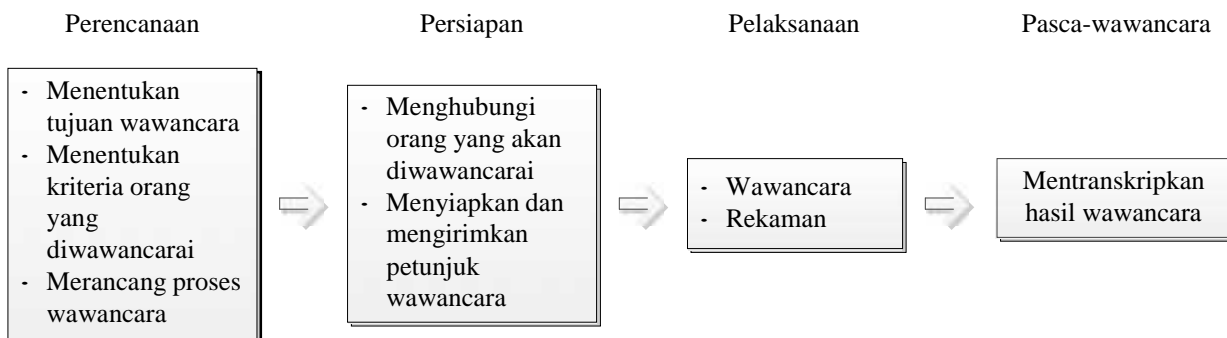 Perencanaan
Persiapan
Pelaksanaan
Pasca-wawancara
- Menentukan
tujuan wawancara
- Menentukan
kriteria orang
yang
diwawancarai
- Merancang proses
wawancara
- Menghubungi
orang yang akan
diwawancarai
- Menyiapkan dan
mengirimkan
petunjuk
wawancara
- Wawancara
- Rekaman
Mentranskripkan
hasil wawancara